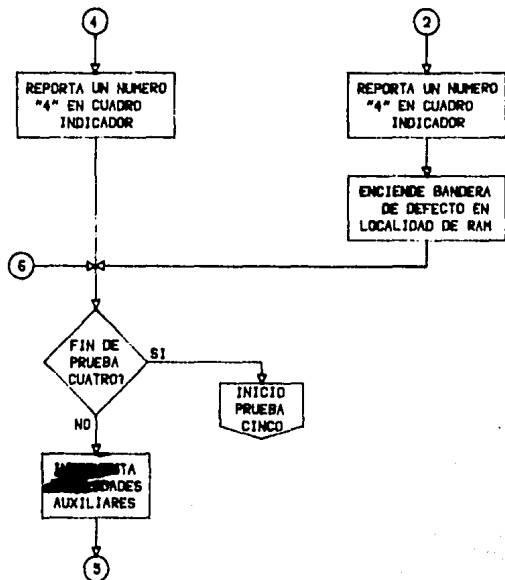 4
REPORTA UN NUMERO
"4" EN CUADRO
INDICADOR
2
REPORTA UN NUMERO
"4" EN CUADRO
INDICADOR
ENCIENDE BANDERA
DE DEFECTO EN
LOCALIDAD DE RAM
6
FIN DE
PRUEBA
CUATRO?
SI
INICIO
PRUEBA
CINCO
NO
AUXILIARES
5